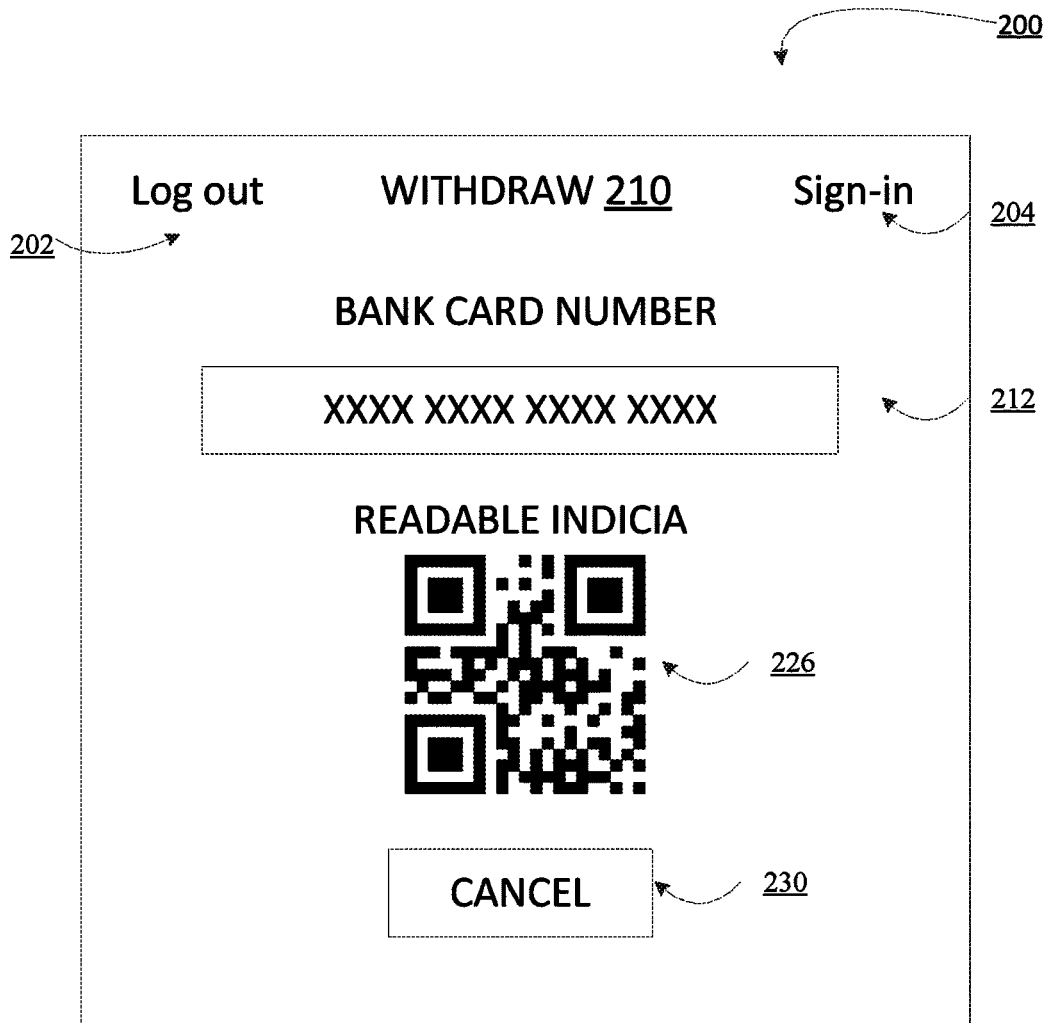 200
Log out WITHDRAW 210 Sign-in
202 204
BANK CARD NUMBER
XXXX XXXX XXXX XXXX 212
READABLE INDICIA
226
CANCEL 230